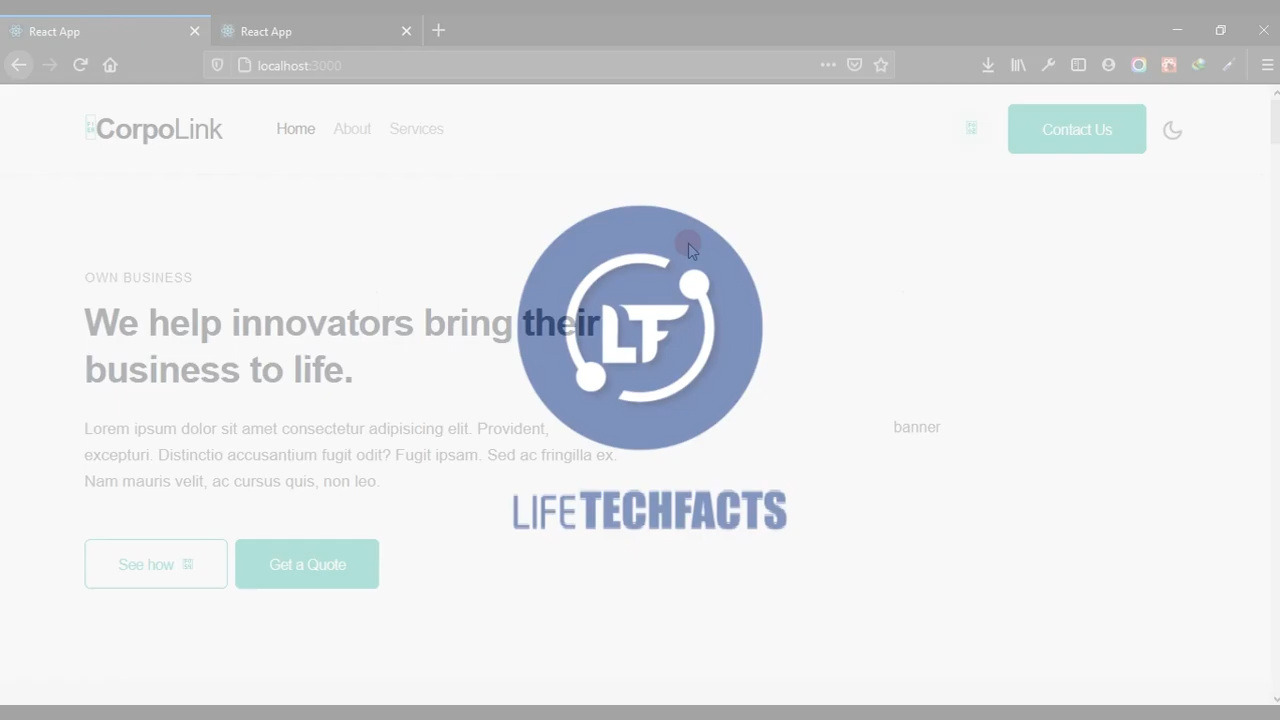 React App
React App
localhost:3000
CorpoLink
Home
About
Services
Contact Us
OWN BUSINESS
We help innovators bring their
business to life.
Lorem ipsum dolor sit amet consectetur adipisicing elit. Provident,
excepturi. Distinctio accusantium fugit odit? Fugit ipsam. Sed ac fringilla ex.
Nam mauris velit, ac cursus quis, non leo.
banner
See how
Get a Quote
LF
LIFETECHFACTS